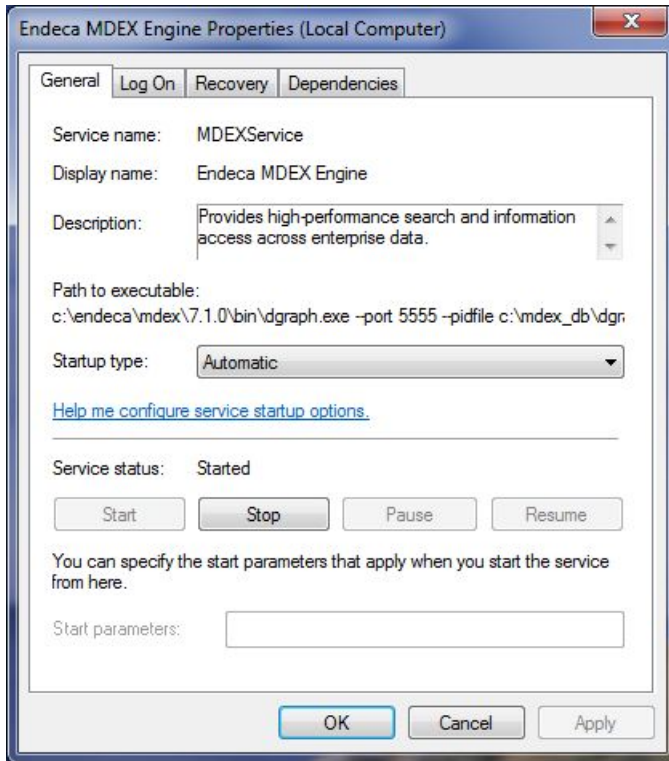 Endeca MDEX Engine Properties (Local Computer)
General Log On Recovery Dependencies
Service name: MDEXService
Display name: Endeca MDEX Engine
Description: Provides high-performance search and information
access across enterprise data.
Path to executable:
c:\endeca\mdex\7.1.0\bin\dgraph.exe --port 5555 --pidfile c:\mdex_db\dgra
Startup type: Automatic
Help me configure service startup options.
Service status: Started
Start Stop Pause Resume
You can specify the start parameters that apply when you start the service
from here.
Start parameters:
OK Cancel Apply